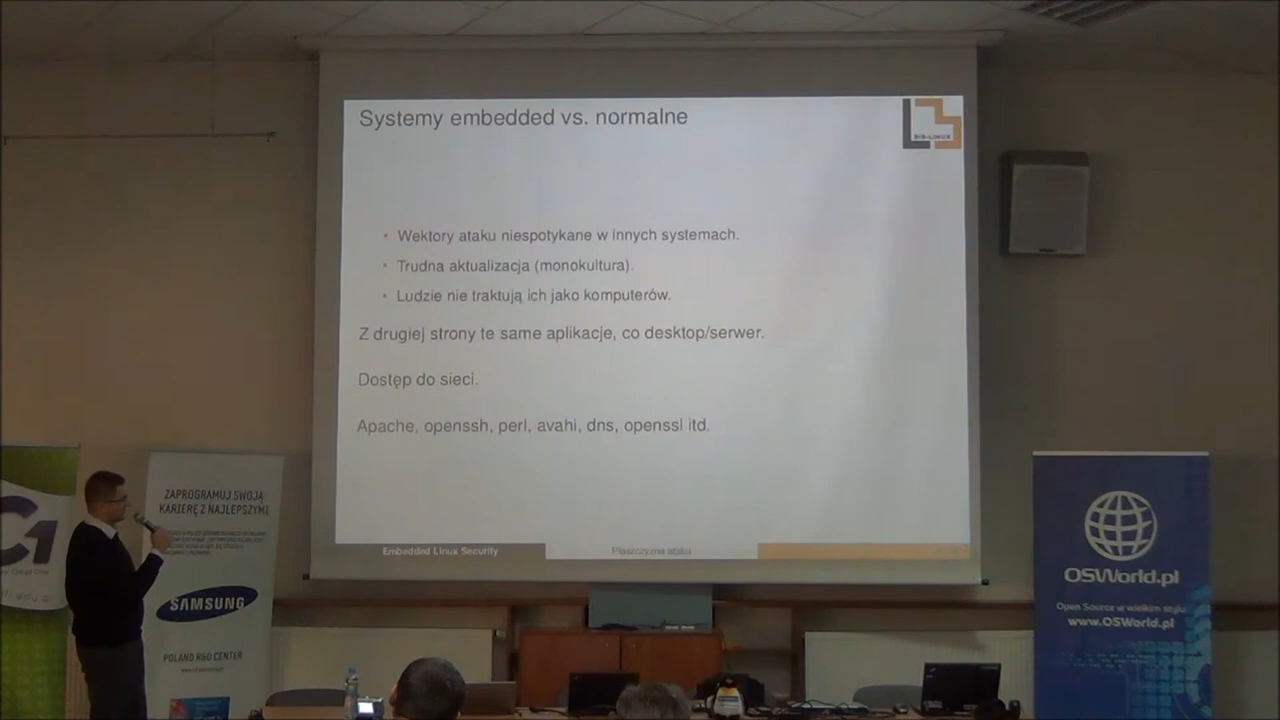 Systemy embedded vs. normalne
BIS-LINUX
Wektory ataku niespotykane w innych systemach.
Trudna aktualizacja (monokultura).
Ludzie nie traktują ich jako komputerów.
Z drugiej strony te same aplikacje, co desktop/serwer.
Dostęp do sieci.
Apache, openssh, perl, avahi, dns, openssl itd.
Embedded Linux Security
Płaszczyzna ataku
ZAPROGRAMUJ SWOJĄ
KARIERĘ Z NAJLEPSZYMI
SAMSUNG
POLAND R&D CENTER
OSWorld.pl
Open Source w wielkim stylu
www.OSWorld.pl